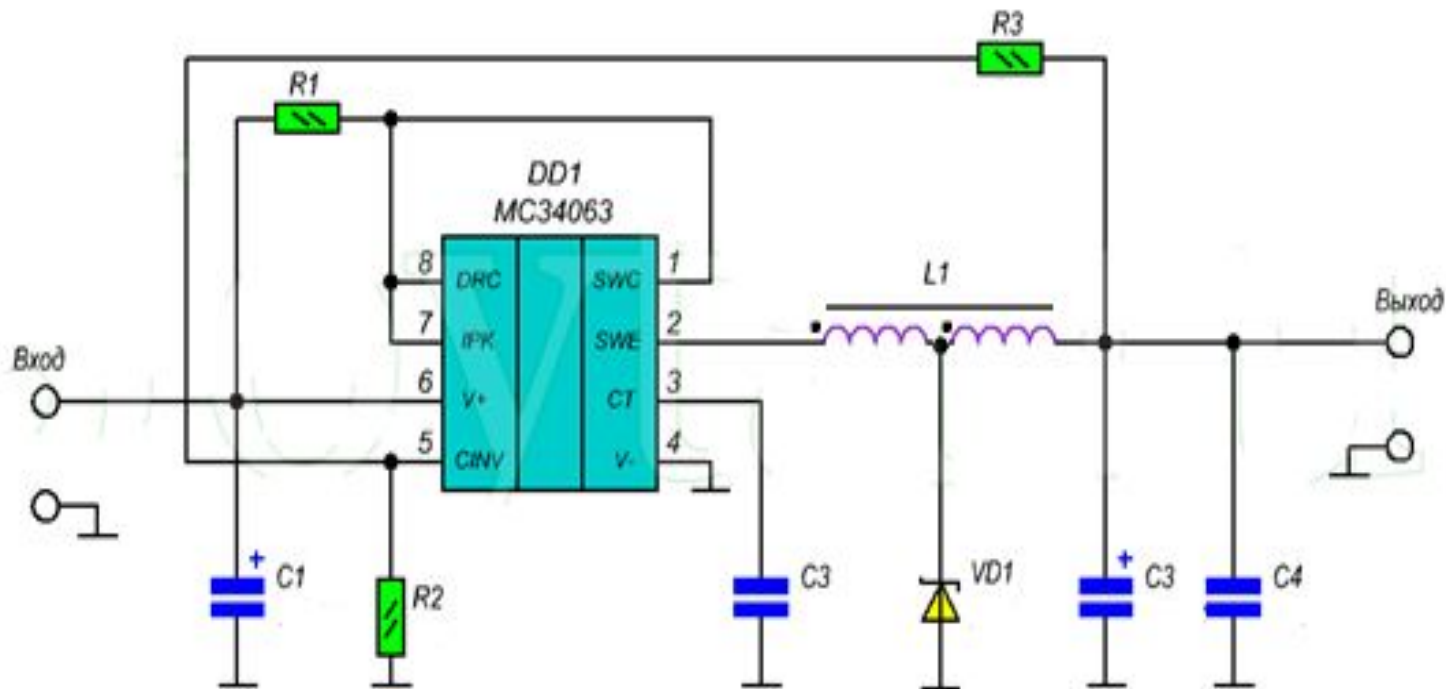 R3
R1
DD1
MC34063
8 DRC SWC 1
7 IPK SWE 2
6 V+ CT 3
5 CINV V- 4
L1
Вход
Выход
+ C1
R2
C3
VD1
+ C3
C4